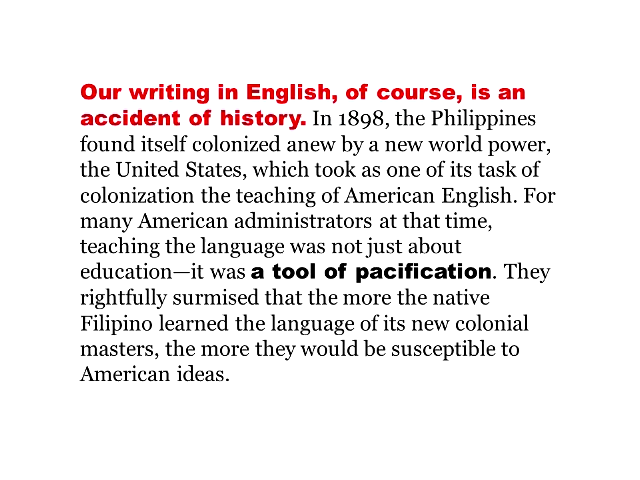 Our writing in English, of course, is an
accident of history. In 1898, the Philippines
found itself colonized anew by a new world power,
the United States, which took as one of its task of
colonization the teaching of American English. For
many American administrators at that time,
teaching the language was not just about
education—it was a tool of pacification. They
rightfully surmised that the more the native
Filipino learned the language of its new colonial
masters, the more they would be susceptible to
American ideas.